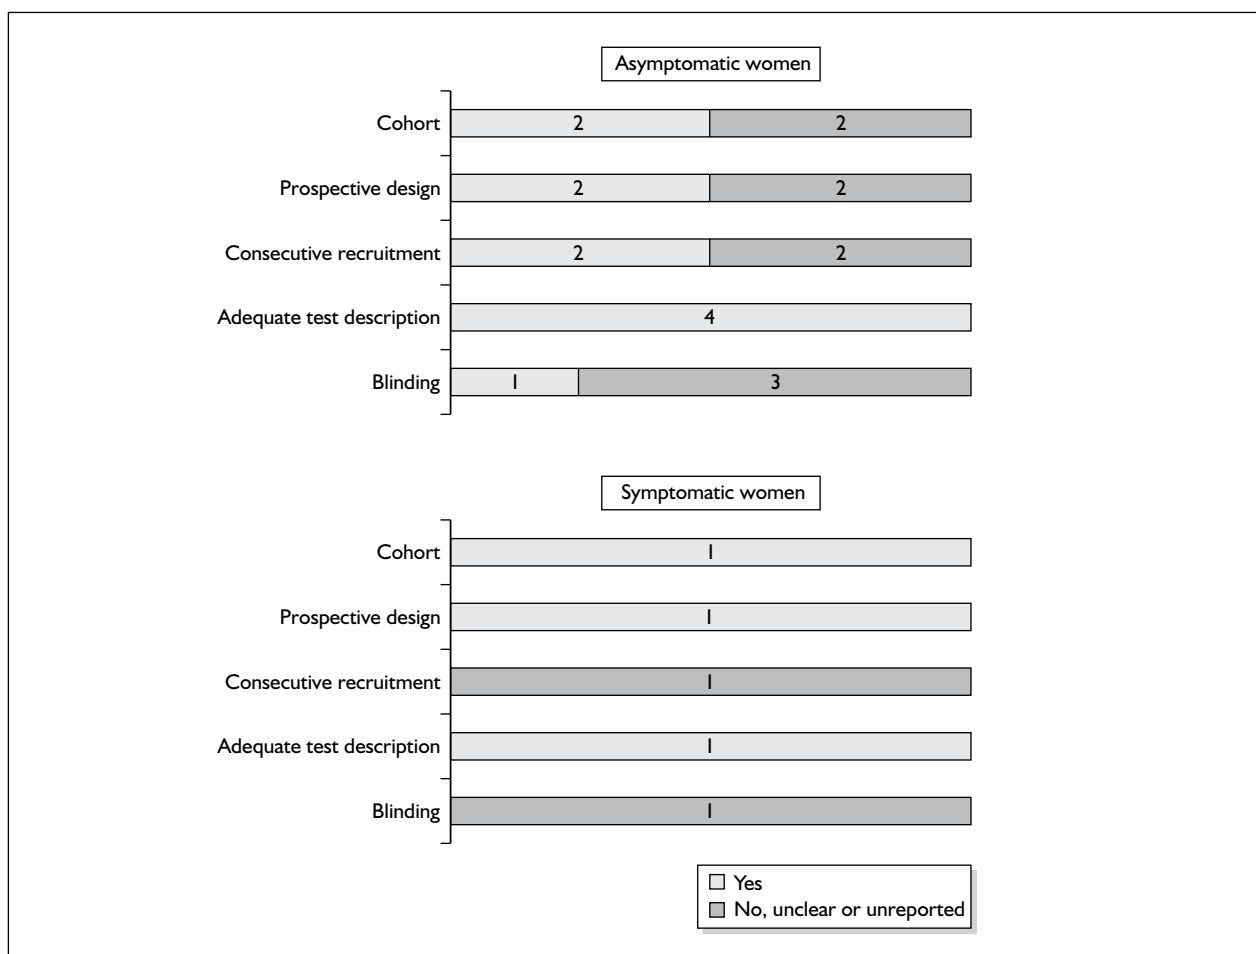 Asymptomatic women
Cohort 2 2
Prospective design 2 2
Consecutive recruitment 2 2
Adequate test description 4
Blinding 1 3
Symptomatic women
Cohort 1
Prospective design 1
Consecutive recruitment 1
Adequate test description 1
Blinding 1
Yes
No, unclear or unreported